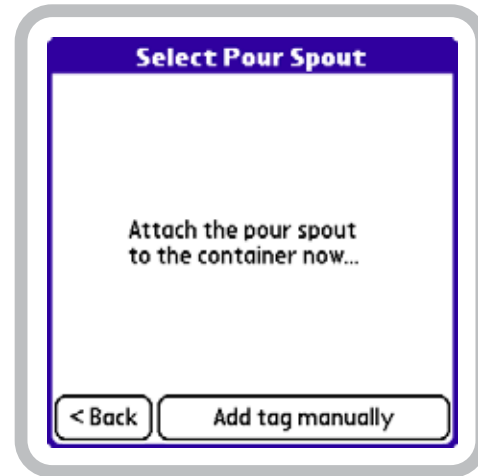 Select Pour Spout
Attach the pour spout
to the container now...
< Back
Add tag manually